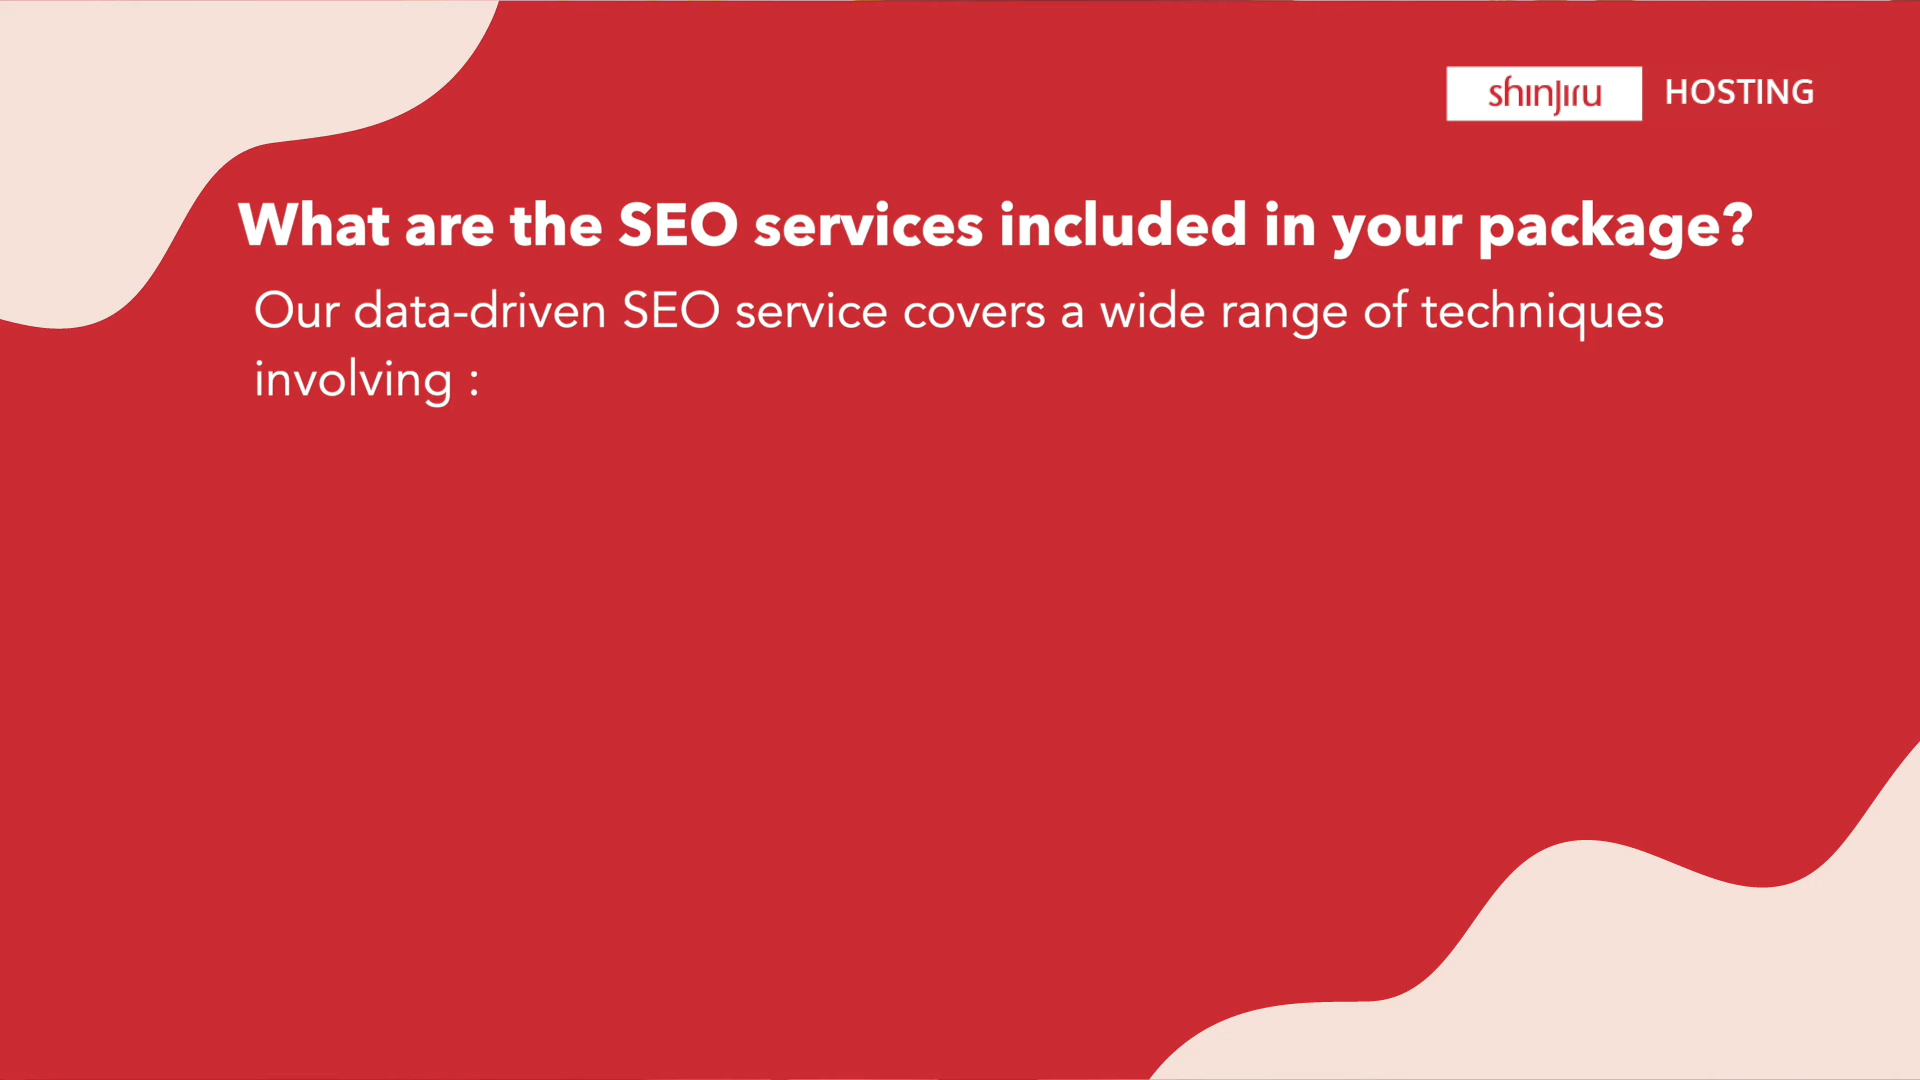 shinjiru HOSTING
What are the SEO services included in your package?
Our data-driven SEO service covers a wide range of techniques
involving :